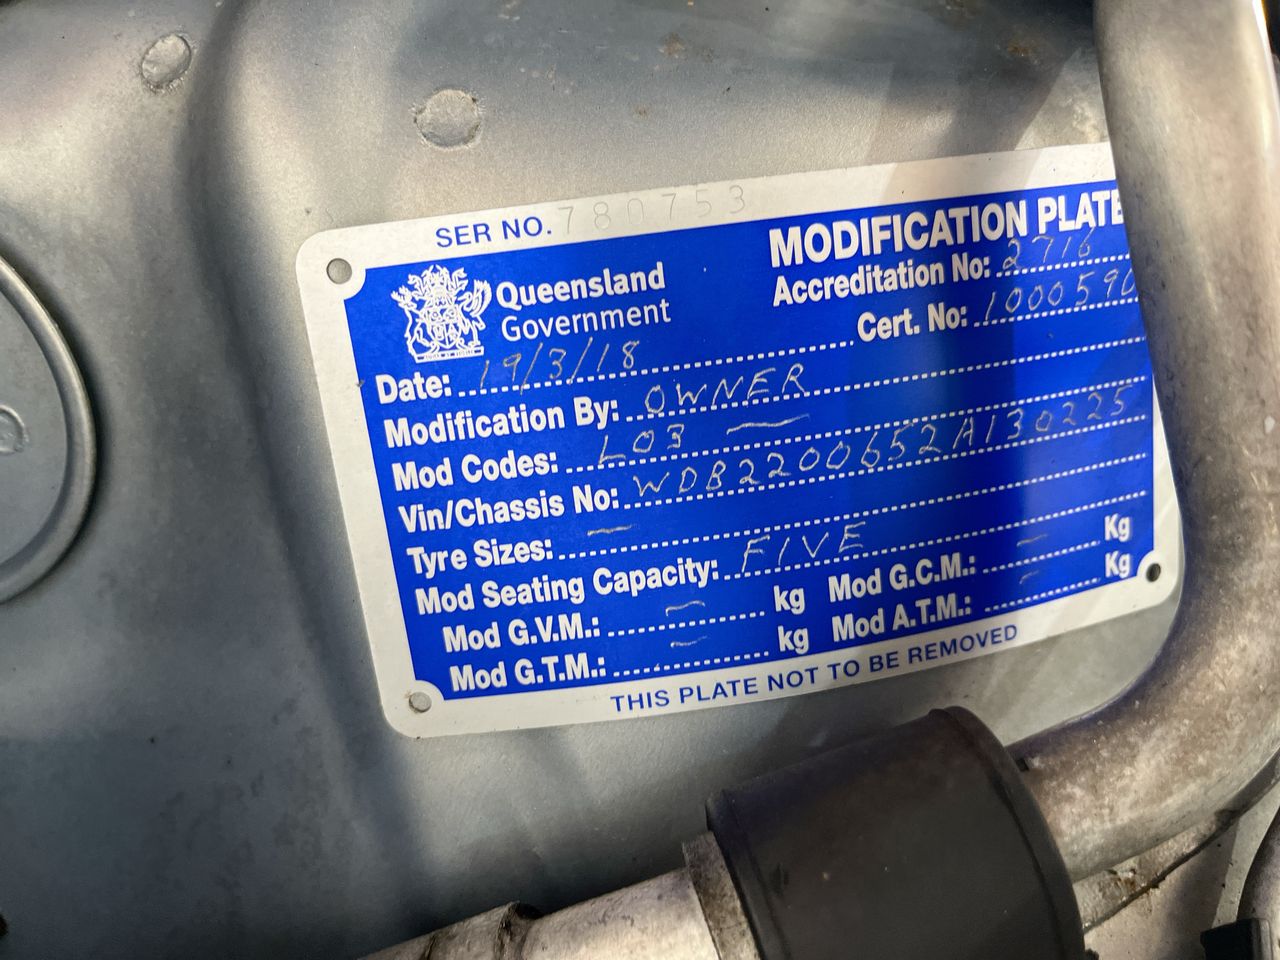 SER NO. 780753
MODIFICATION PLATE
Queensland
Government
Accreditation No: 2716
Cert. No: 1000590
Date: 19/3/18
Modification By: OWNER
Mod Codes: LO3 —
Vin/Chassis No: WDB2200652A130225
Tyre Sizes: —
Mod Seating Capacity: FIVE
Mod G.V.M.: — kg Mod G.C.M.: — Kg
Mod G.T.M.: — kg Mod A.T.M.: — Kg
THIS PLATE NOT TO BE REMOVED